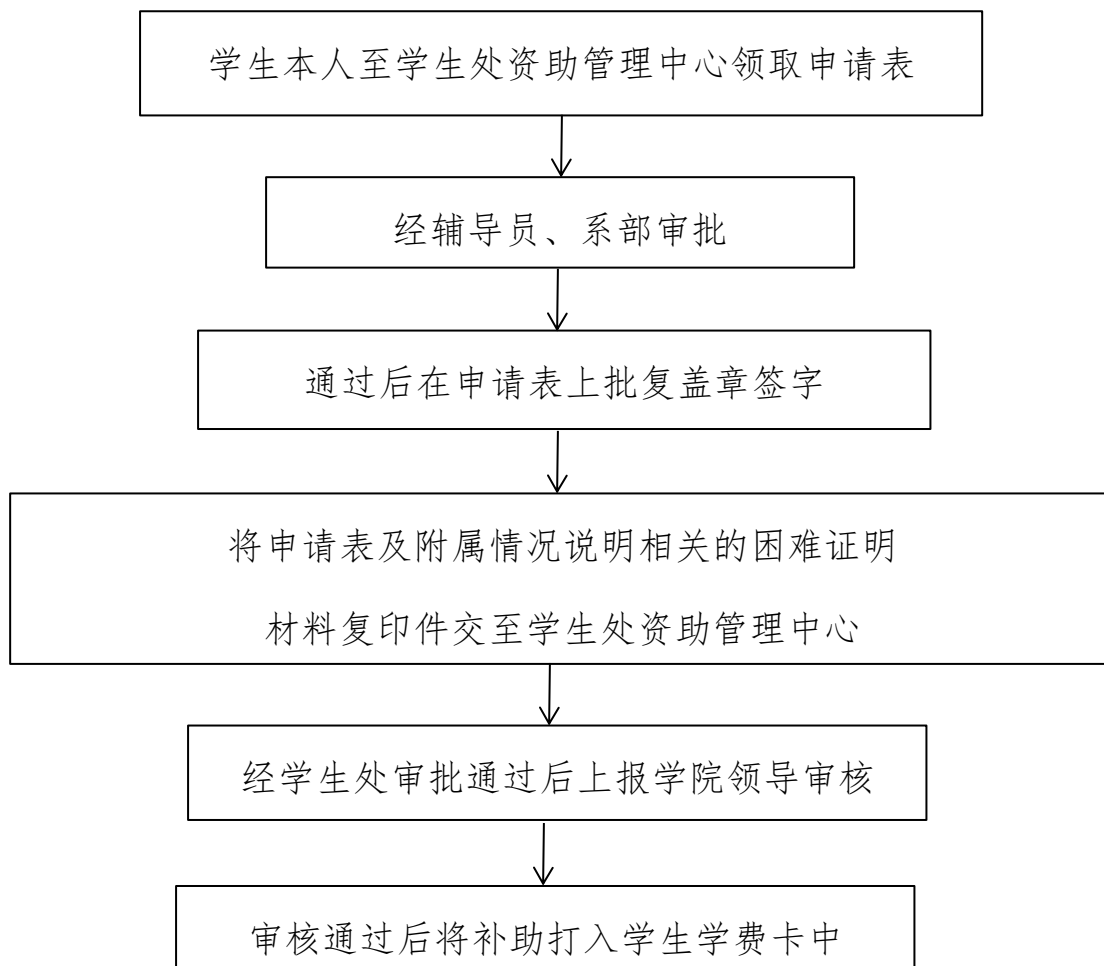 学生本人至学生处资助管理中心领取申请表
经辅导员、系部审批
通过后在申请表上批复盖章签字
将申请表及附属情况说明相关的困难证明
材料复印件交至学生处资助管理中心
经学生处审批通过后上报学院领导审核
审核通过后将补助打入学生学费卡中